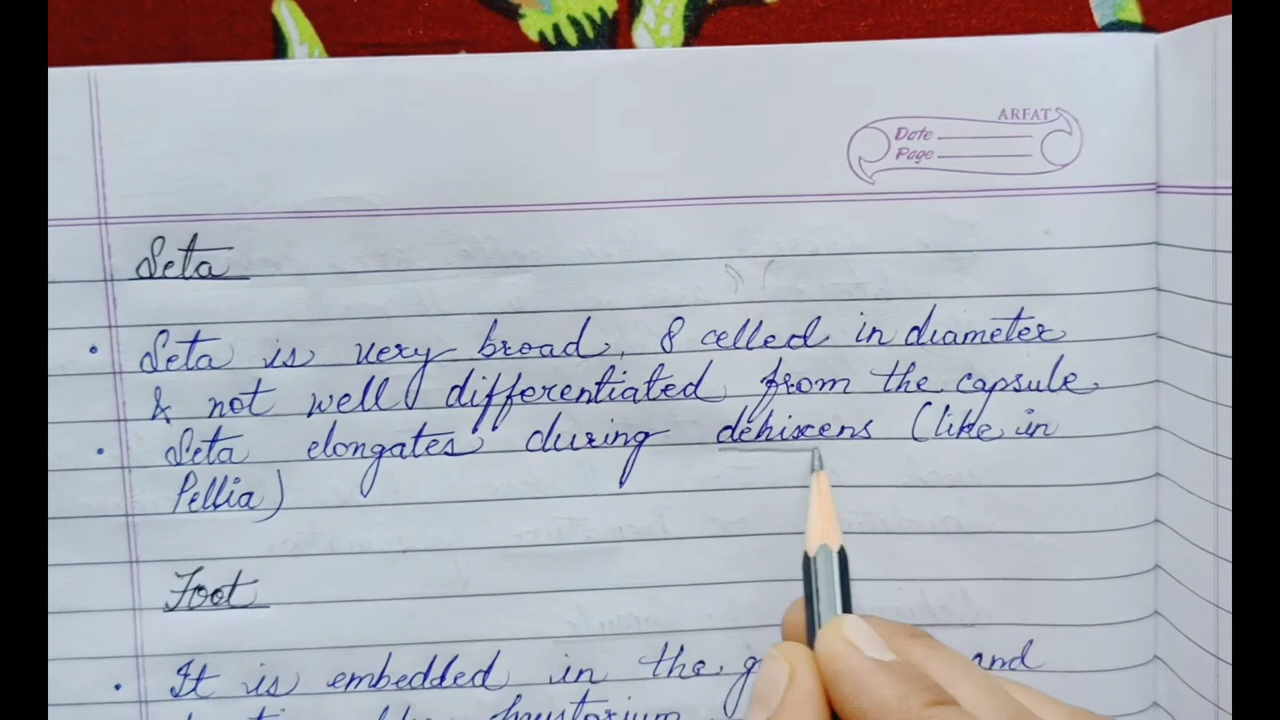 ARFAT
Date
Page
Seta
• Seta is very broad, 8 celled in diameter
& not well differentiated from the capsule.
• Seta elongates during dehiscens (like in
Pellia)
Foot
• It is embedded in the and